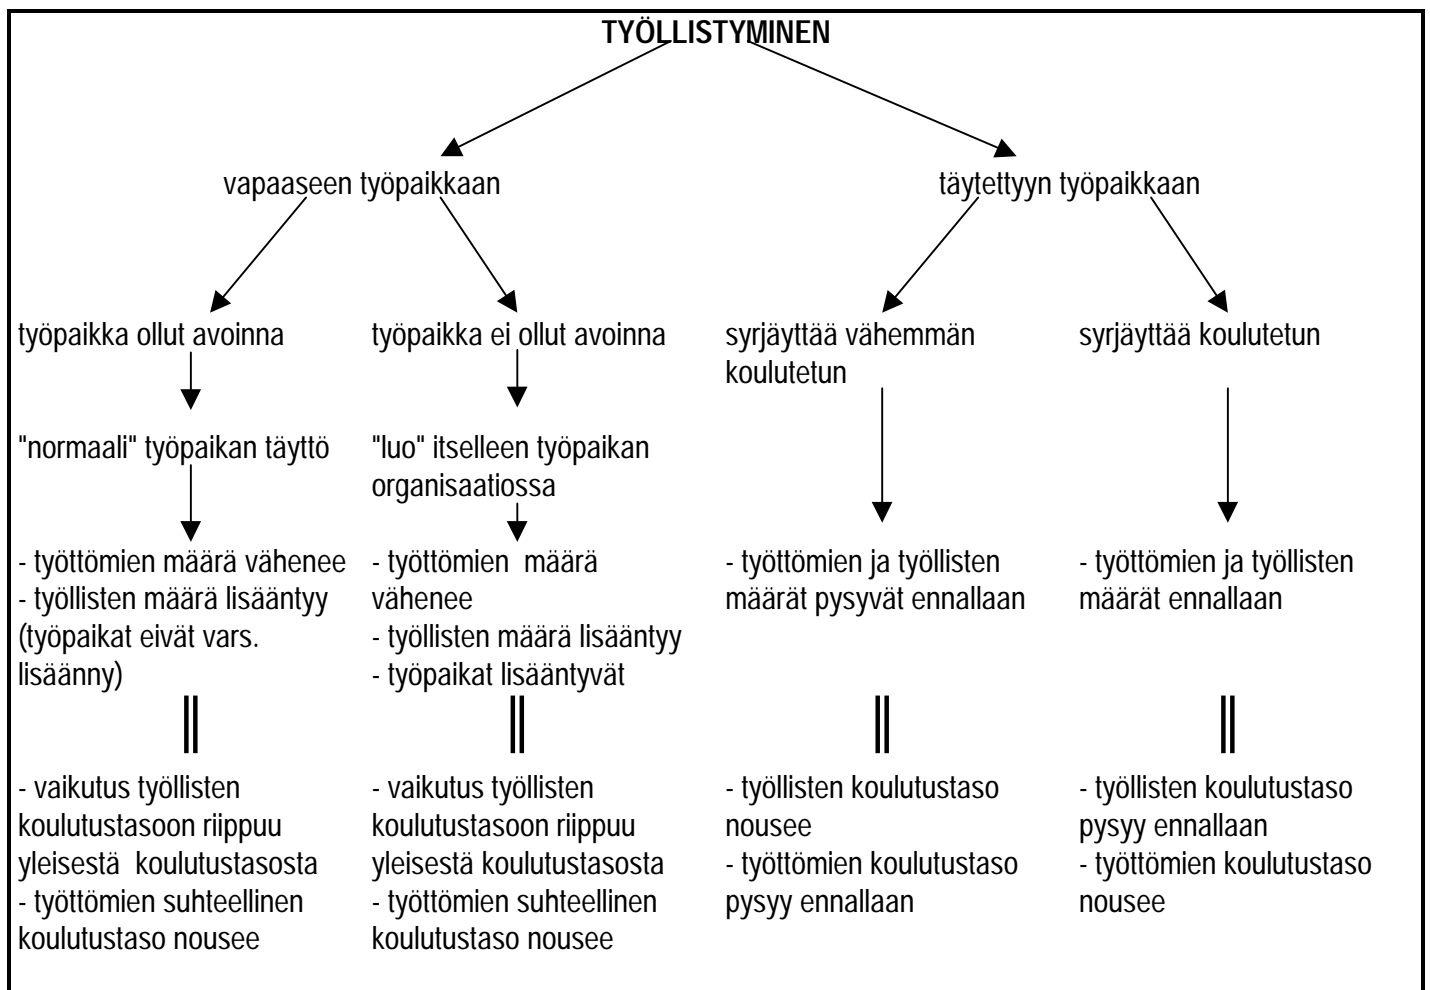 TYÖLLISTYMINEN
vapaaseen työpaikkaan
täytettyyn työpaikkaan
työpaikka ollut avoinna
työpaikka ei ollut avoinna
syrjäyttää vähemmän
koulutetun
syrjäyttää koulutetun
"normaali" työpaikan täyttö
"luo" itselleen työpaikan
organisaatiossa
- työttömien määrä vähenee
- työllisten määrä lisääntyy
(työpaikat eivät vars.
lisäänny)
- työttömien  määrä
vähenee
- työllisten määrä lisääntyy
- työpaikat lisääntyvät
- työttömien ja työllisten
määrät pysyvät ennallaan
- työttömien ja työllisten
määrät ennallaan
- vaikutus työllisten
koulutustasoon riippuu
yleisestä  koulutustasosta
- työttömien suhteellinen
koulutustaso nousee
- vaikutus työllisten
koulutustasoon riippuu
yleisestä koulutustasosta
- työttömien suhteellinen
koulutustaso nousee
- työllisten koulutustaso
nousee
- työttömien koulutustaso
pysyy ennallaan
- työllisten koulutustaso
pysyy ennallaan
- työttömien koulutustaso
nousee